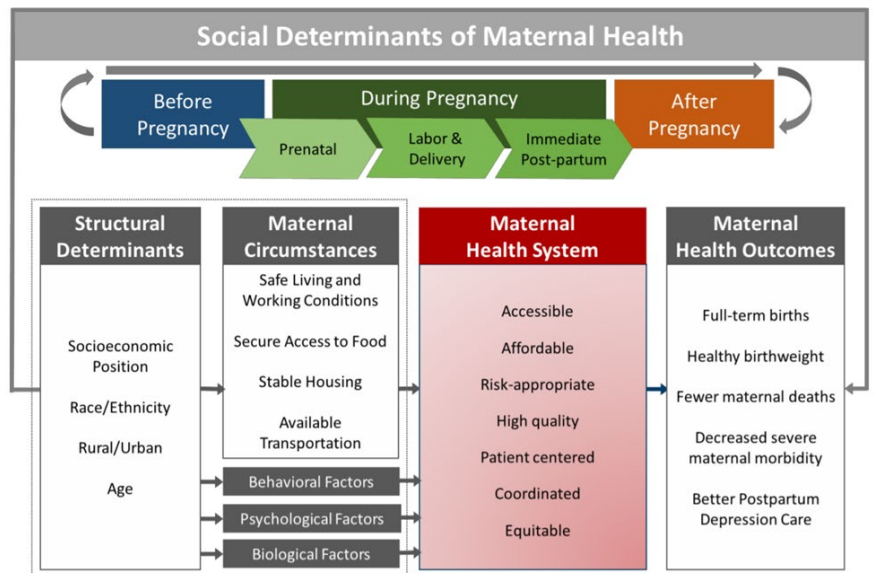 Social Determinants of Maternal Health
Before
Pregnancy
During Pregnancy
Prenatal
Labor &
Delivery
Immediate
Post-partum
After
Pregnancy
Structural
Determinants
Socioeconomic
Position
Race/Ethnicity
Rural/Urban
Age
Maternal
Circumstances
Safe Living and
Working Conditions
Secure Access to Food
Stable Housing
Available
Transportation
Behavioral Factors
Psychological Factors
Biological Factors
Maternal
Health System
Accessible
Affordable
Risk-appropriate
High quality
Patient centered
Coordinated
Equitable
Maternal
Health Outcomes
Full-term births
Healthy birthweight
Fewer maternal deaths
Decreased severe
maternal morbidity
Better Postpartum
Depression Care